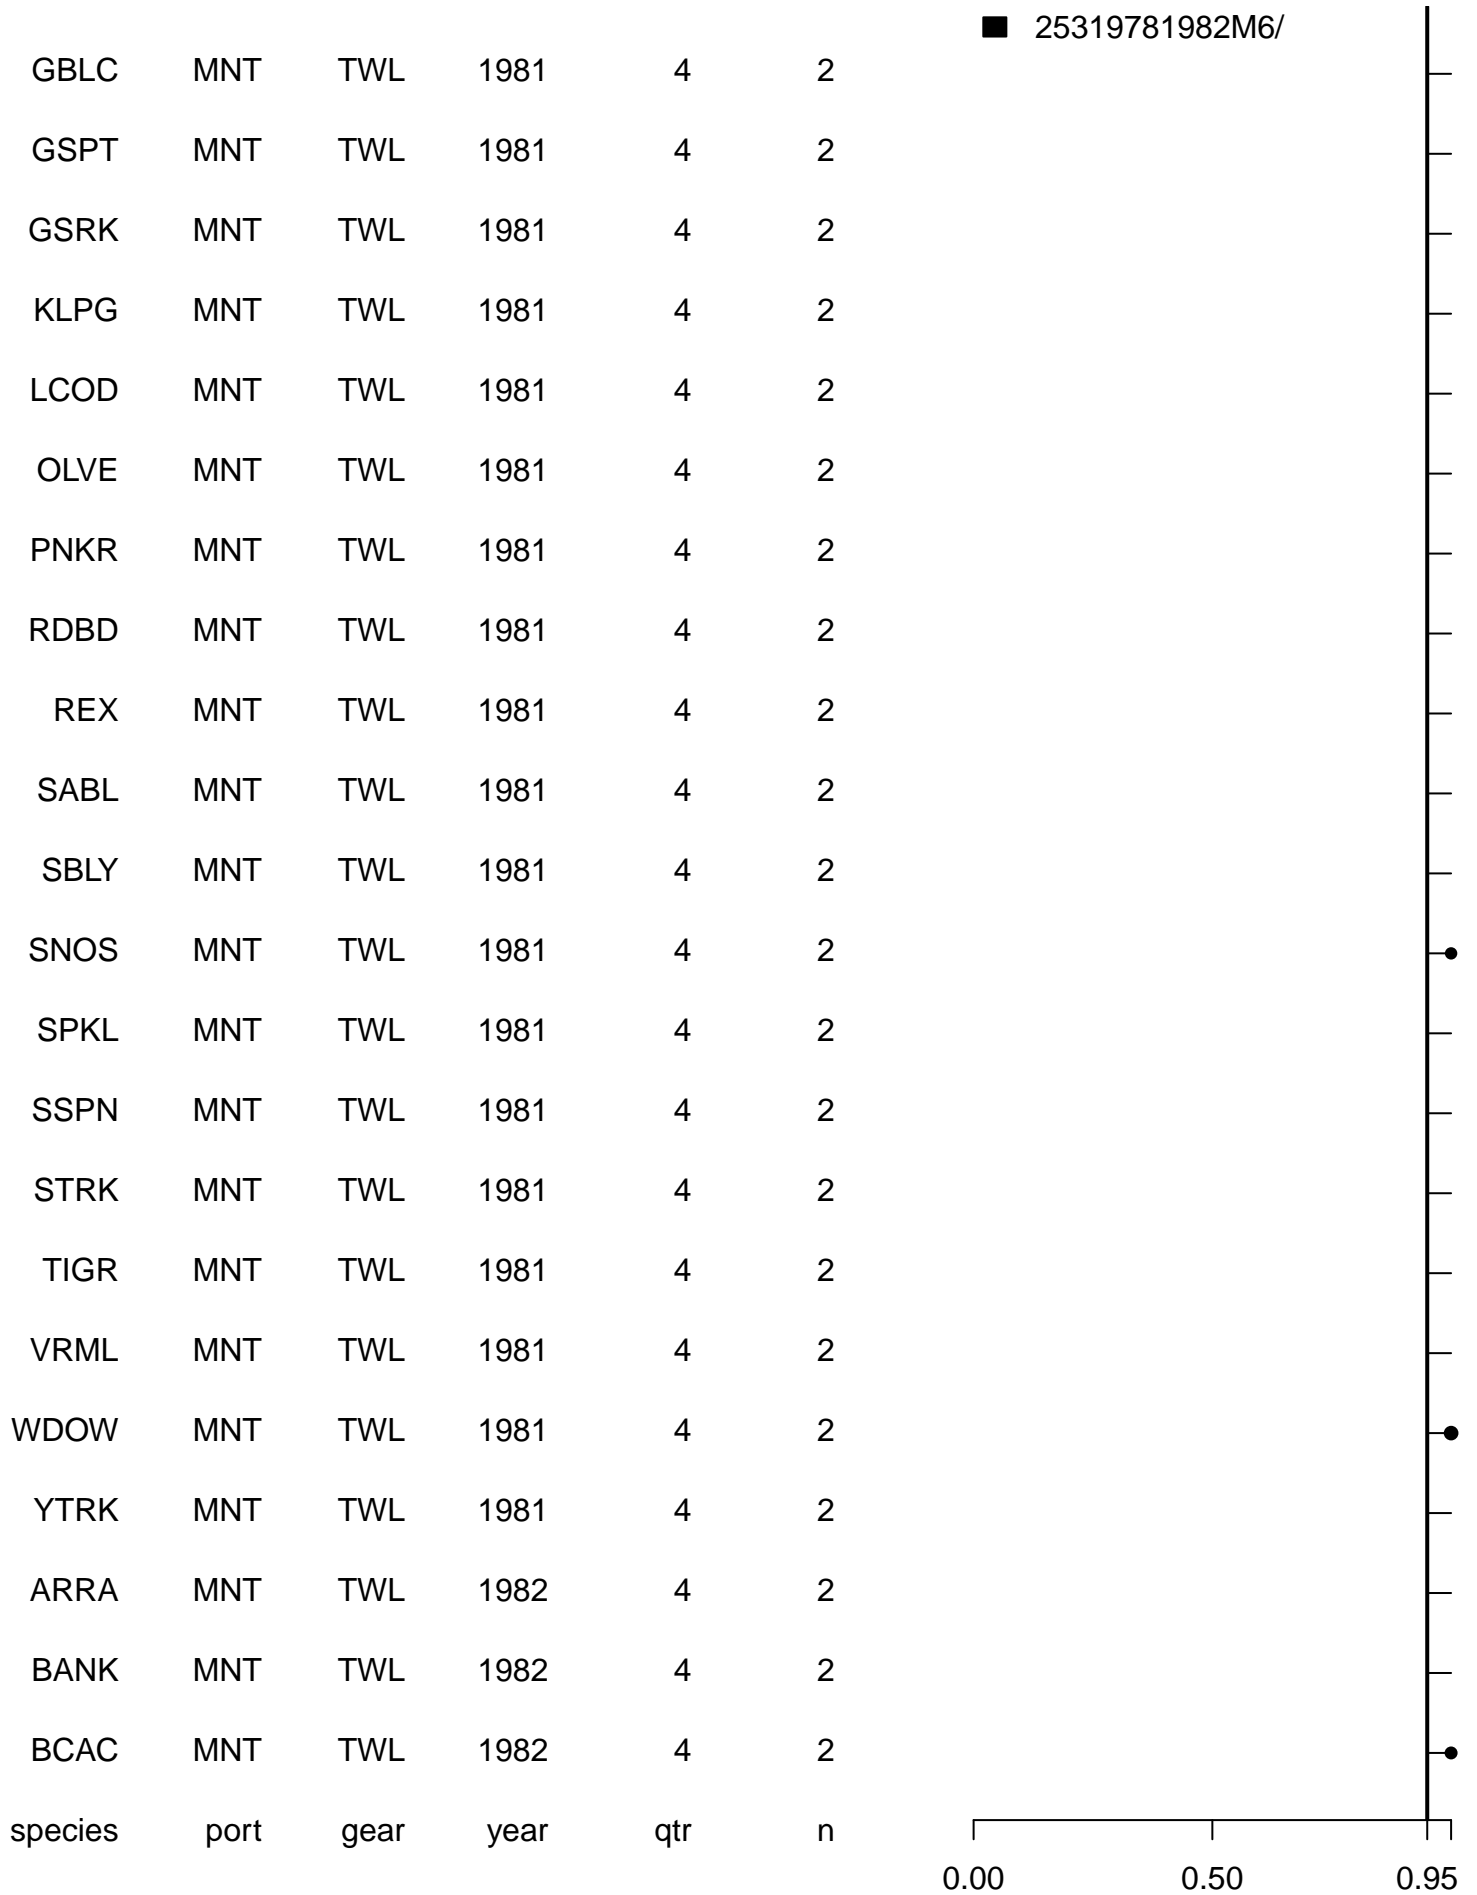 25319781982M6/
GBLC MNT TWL 1981 4 2
GSPT MNT TWL 1981 4 2
GSRK MNT TWL 1981 4 2
KLPG MNT TWL 1981 4 2
LCOD MNT TWL 1981 4 2
OLVE MNT TWL 1981 4 2
PNKR MNT TWL 1981 4 2
RDBD MNT TWL 1981 4 2
REX MNT TWL 1981 4 2
SABL MNT TWL 1981 4 2
SBLY MNT TWL 1981 4 2
SNOS MNT TWL 1981 4 2
SPKL MNT TWL 1981 4 2
SSPN MNT TWL 1981 4 2
STRK MNT TWL 1981 4 2
TIGR MNT TWL 1981 4 2
VRML MNT TWL 1981 4 2
WDOW MNT TWL 1981 4 2
YTRK MNT TWL 1981 4 2
ARRA MNT TWL 1982 4 2
BANK MNT TWL 1982 4 2
BCAC MNT TWL 1982 4 2
species port gear year qtr n
0.00 0.50 0.95